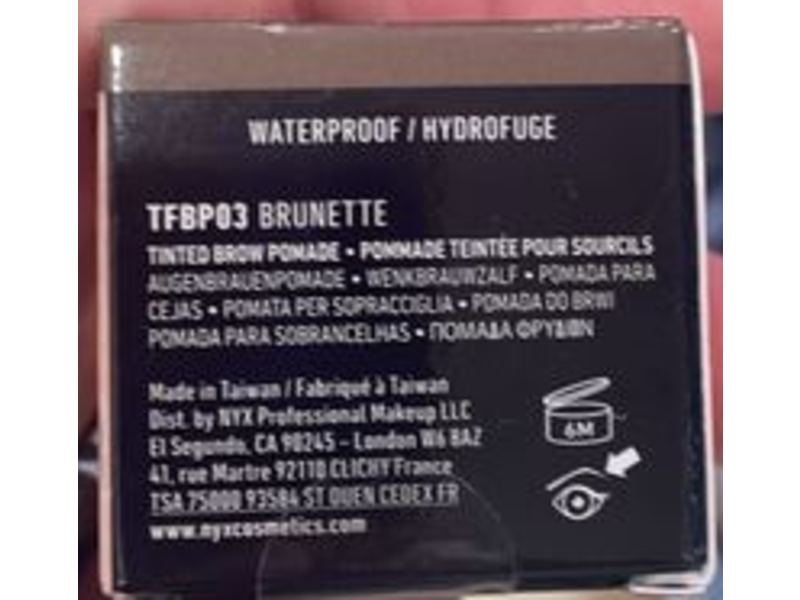 WATERPROOF / HYDROFUGE
TFBP03 BRUNETTE
TINTED BROW POMADE • POMMADE TEINTÉE POUR SOURCILS
AUGENBRAUENPOMADE • WENKBRAUWZALF • POMADA PARA
CEJAS • POMATA PER SOPRACCIGLIA • POMADA DO BRWI
POMADA PARA SOBRANCELHAS • ΠΟΜΑΔΑ ΦΡΥΔΙΩΝ
Made in Taiwan / Fabriqué à Taiwan
Dist. by NYX Professional Makeup LLC
El Segundo, CA 90245 - London W6 8AZ
41, rue Martre 92110 CLICHY France
TSA 75000 93584 ST OUEN CEDEX FR
www.nyxcosmetics.com
6M